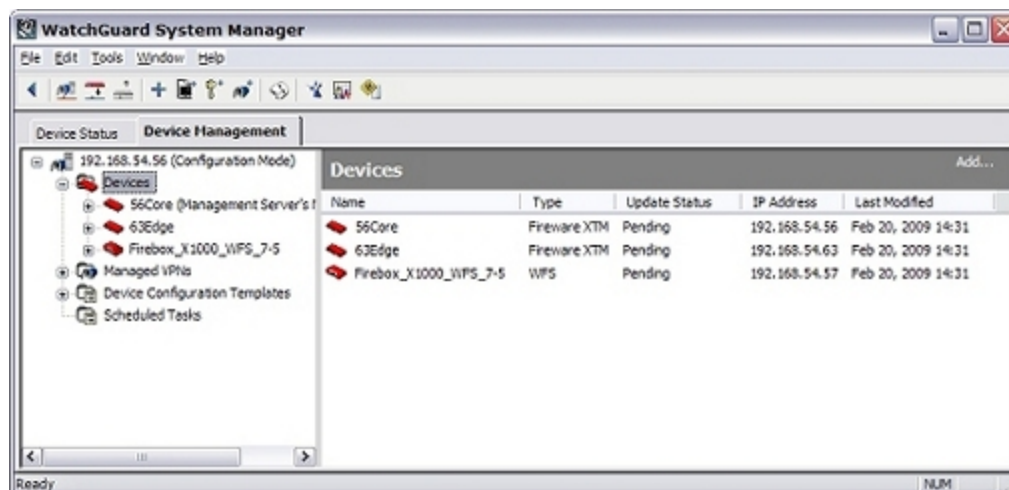 WatchGuard System Manager
File Edit Tools Window Help
Device Status Device Management
192.168.54.56 (Configuration Mode)
Devices
56Core (Management Server's
63Edge
Firebox_X1000_WFS_7-5
Managed VPNs
Device Configuration Templates
Scheduled Tasks
Devices Add...
Name Type Update Status IP Address Last Modified
56Core Fireware XTM Pending 192.168.54.56 Feb 20, 2009 14:31
63Edge Fireware XTM Pending 192.168.54.63 Feb 20, 2009 14:31
Firebox_X1000_WFS_7-5 WFS Pending 192.168.54.57 Feb 20, 2009 14:31
Ready NUM